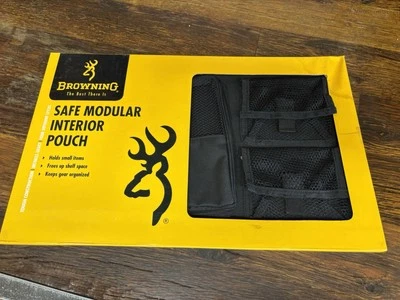 BROWNING
The Best There Is
SAFE MODULAR
INTERIOR
POUCH
• Holds small items
• Frees up shelf space
• Keeps gear organized
®